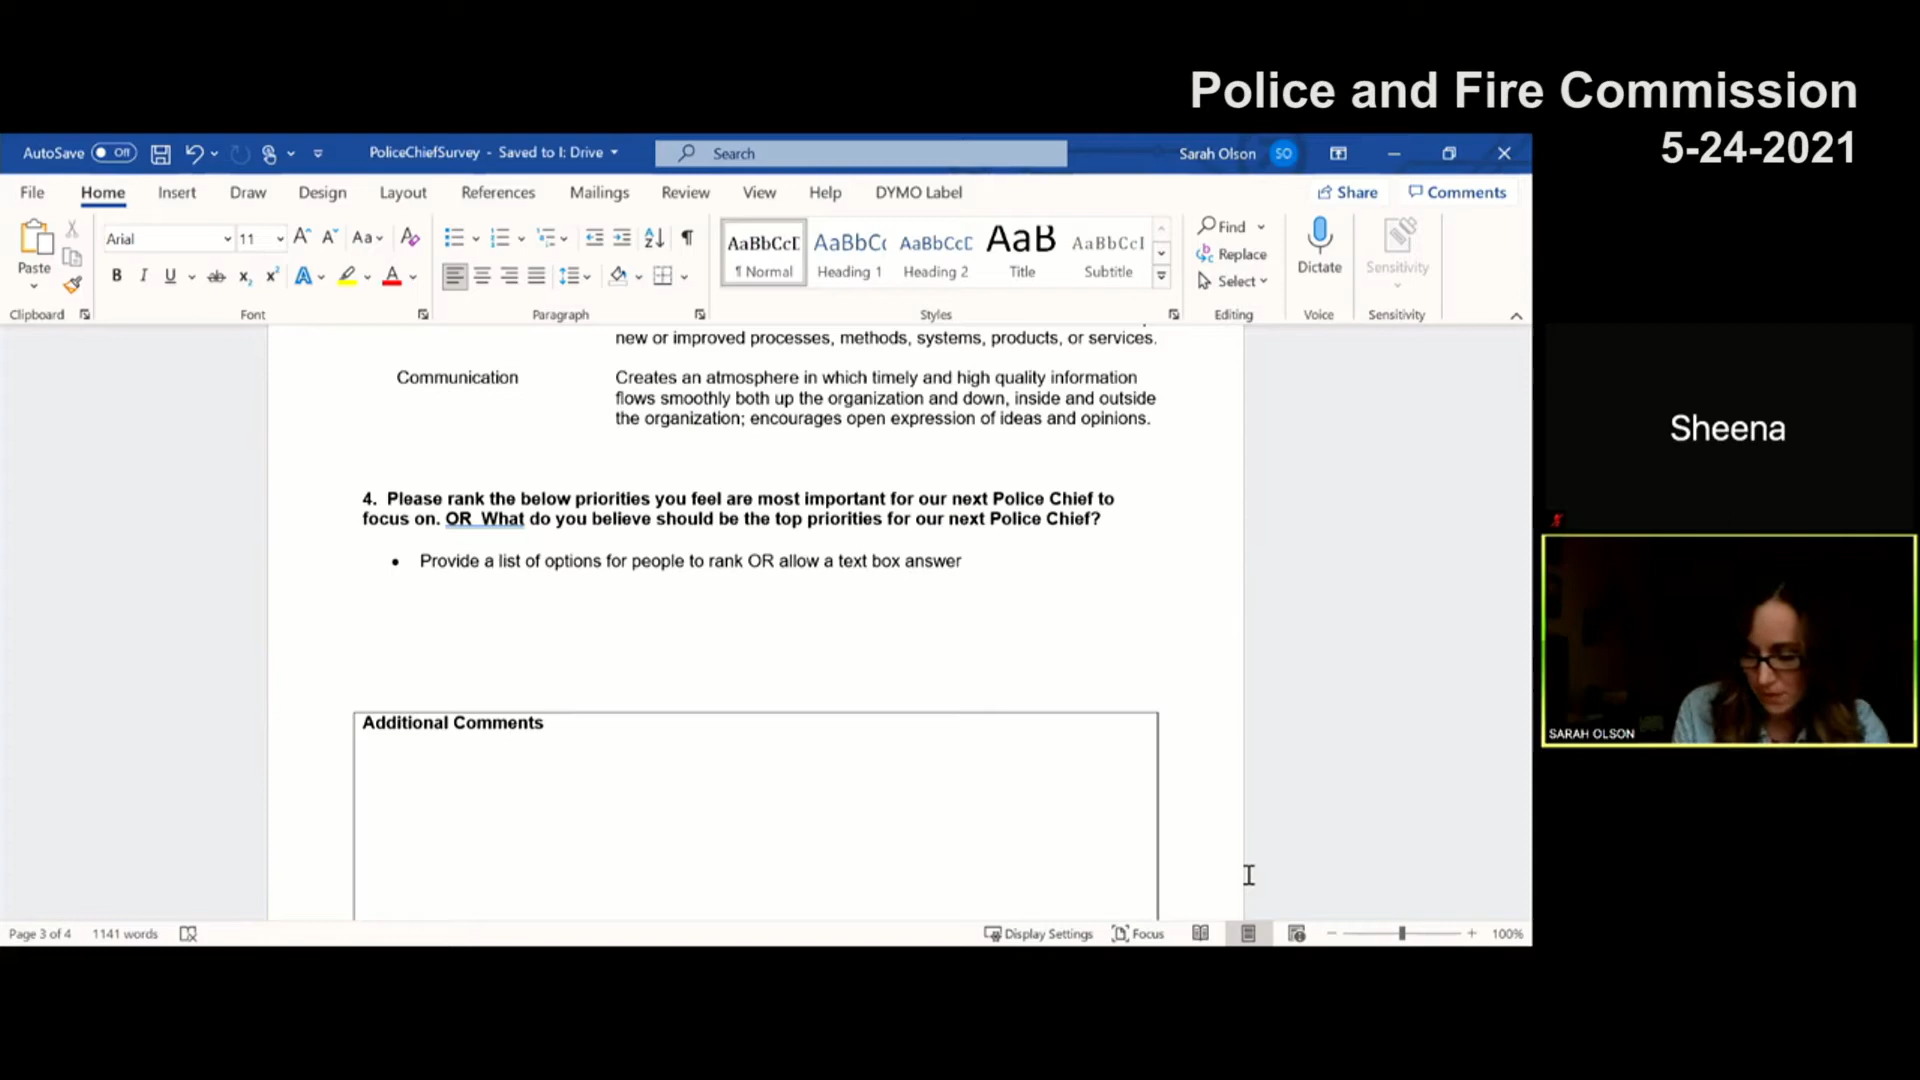 Police and Fire Commission
5-24-2021
AutoSave Off PoliceChiefSurvey - Saved to I: Drive Search Sarah Olson SO
File Home Insert Draw Design Layout References Mailings Review View Help DYMO Label Share Comments
Paste
Clipboard
Arial 11 Aa
B I U ab
Font
Paragraph
AaBbCcD AaBbCc AaBbCcD AaB AaBbCcI
¶ Normal Heading 1 Heading 2 Title Subtitle
Styles
Find
Replace
Select
Editing
Dictate
Voice
Sensitivity
Sensitivity
new or improved processes, methods, systems, products, or services.
Communication
Creates an atmosphere in which timely and high quality information
flows smoothly both up the organization and down, inside and outside
the organization; encourages open expression of ideas and opinions.
4. Please rank the below priorities you feel are most important for our next Police Chief to
focus on. OR What do you believe should be the top priorities for our next Police Chief?
• Provide a list of options for people to rank OR allow a text box answer
Additional Comments
Page 3 of 4 1141 words Display Settings Focus 100%
Sheena
SARAH OLSON